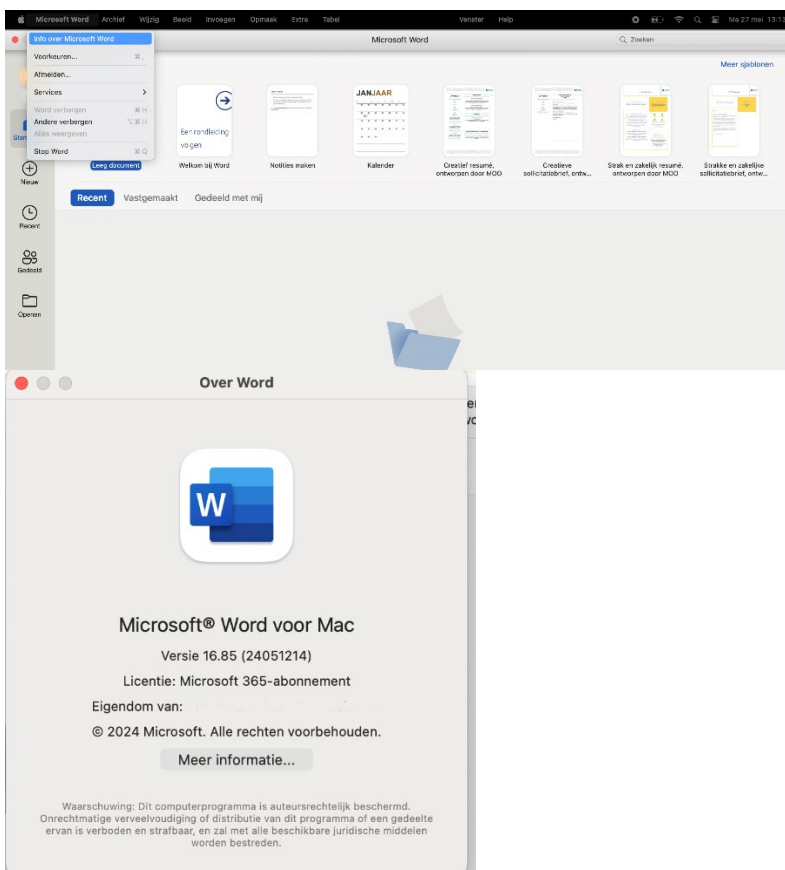 Microsoft Word Archief Wijzig Beeld Invoegen Opmaak Extra Tabel Venster Help Ma 27 mei 13:12
Info over Microsoft Word
Microsoft Word
Zoeken
Voorkeuren... ⌘ ,
Meer sjablonen
Afmelden...
Services
Word verbergen ⌘ H
Andere verbergen ⌥ ⌘ H
Alles weergeven
Stop Word ⌘ Q
JANJAAR
Een rondleiding
volgen
Leeg document
Welkom bij Word
Notities maken
Kalender
Creatief resumé,
ontworpen door MOO
Creatieve
sollicitatiebrief, ontw...
Strak en zakelijk resumé,
ontworpen door MOO
Strakke en zakelijke
sollicitatiebrief, ontw...
Nieuw
Recent Vastgemaakt Gedeeld met mij
Recent
Gedeeld
Openen
Over Word
W
Microsoft® Word voor Mac
Versie 16.85 (24051214)
Licentie: Microsoft 365-abonnement
Eigendom van:
© 2024 Microsoft. Alle rechten voorbehouden.
Meer informatie...
Waarschuwing: Dit computerprogramma is auteursrechtelijk beschermd.
Onrechtmatige verveelvoudiging of distributie van dit programma of een gedeelte
ervan is verboden en strafbaar, en zal met alle beschikbare juridische middelen
worden bestreden.